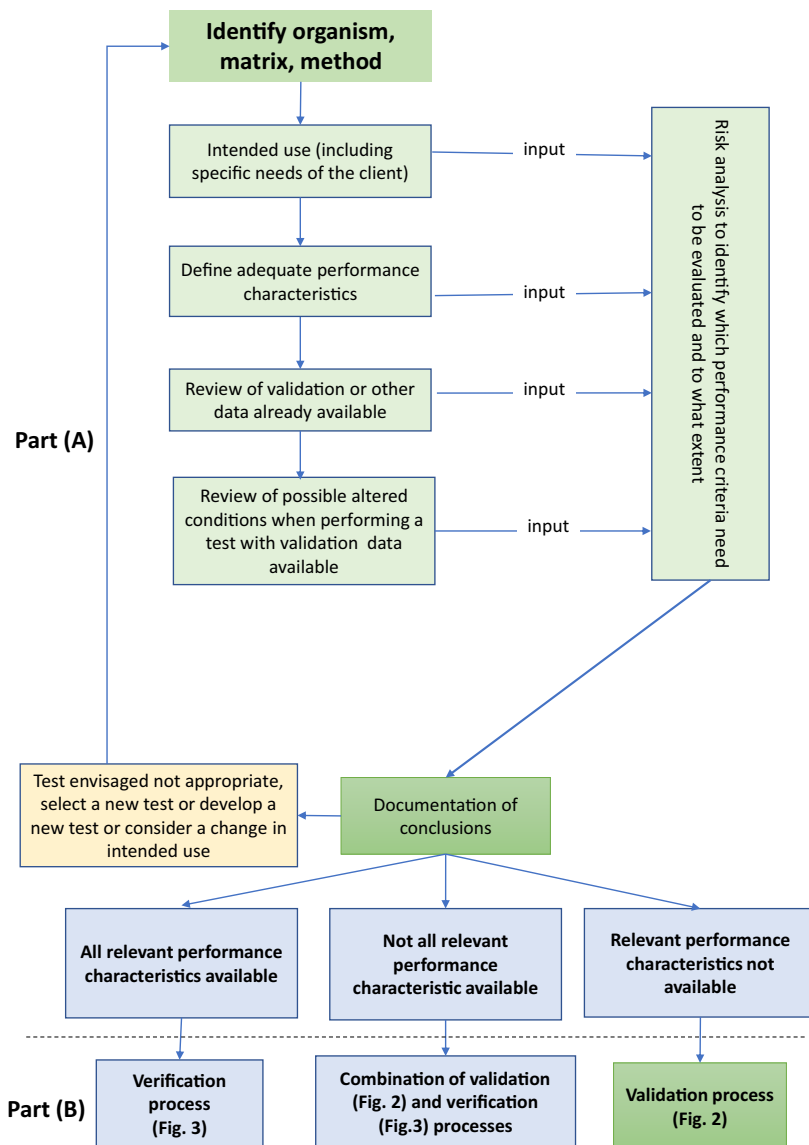 Identify organism,
matrix, method
Intended use (including
specific needs of the client)
input
Define adequate performance
characteristics
input
Review of validation or other
data already available
input
Part (A)
Review of possible altered
conditions when performing a
test with validation data
available
input
Risk analysis to identify which performance criteria need
to be evaluated and to what extent
Test envisaged not appropriate,
select a new test or develop a
new test or consider a change in
intended use
Documentation of
conclusions
All relevant performance
characteristics available
Not all relevant
performance
characteristic available
Relevant performance
characteristics not
available
Part (B)
Verification
process
(Fig. 3)
Combination of validation
(Fig. 2) and verification
(Fig.3) processes
Validation process
(Fig. 2)